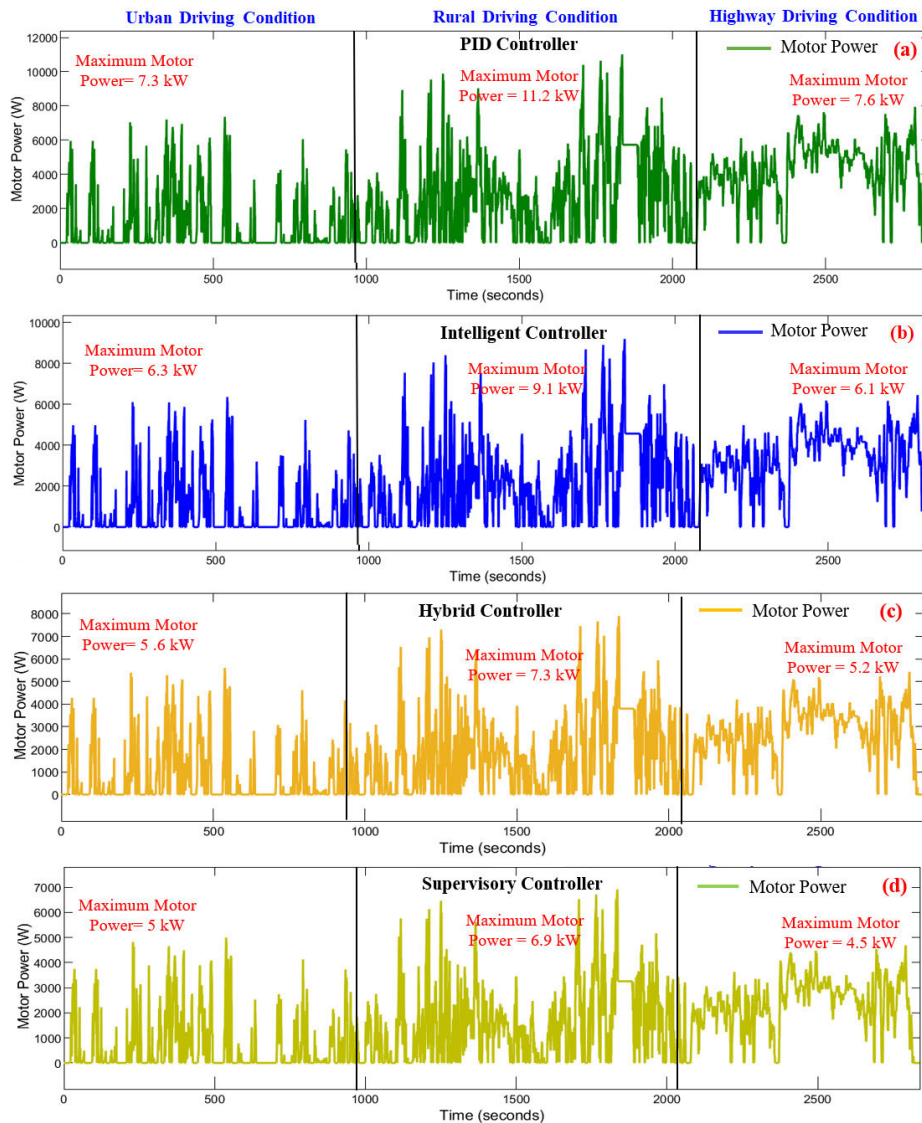 Urban Driving Condition
Rural Driving Condition
Highway Driving Condition
PID Controller
Motor Power
(a)
Maximum Motor
Power= 7.3 kW
Maximum Motor
Power = 11.2 kW
Maximum Motor
Power = 7.6 kW
Motor Power (W)
12000
10000
8000
6000
4000
2000
0
0
500
1000
1500
2000
2500
Time (seconds)
Intelligent Controller
Motor Power
(b)
Maximum Motor
Power= 6.3 kW
Maximum Motor
Power = 9.1 kW
Maximum Motor
Power = 6.1 kW
Motor Power (W)
10000
8000
6000
4000
2000
0
0
500
1000
1500
2000
2500
Time (seconds)
Hybrid Controller
Motor Power
(c)
Maximum Motor
Power= 5 .6 kW
Maximum Motor
Power = 7.3 kW
Maximum Motor
Power = 5.2 kW
Motor Power (W)
8000
7000
6000
5000
4000
3000
2000
1000
0
0
500
1000
1500
2000
2500
Time (seconds)
Supervisory Controller
Motor Power
(d)
Maximum Motor
Power= 5 kW
Maximum Motor
Power = 6.9 kW
Maximum Motor
Power = 4.5 kW
Motor Power (W)
7000
6000
5000
4000
3000
2000
1000
0
0
500
1000
1500
2000
2500
Time (seconds)